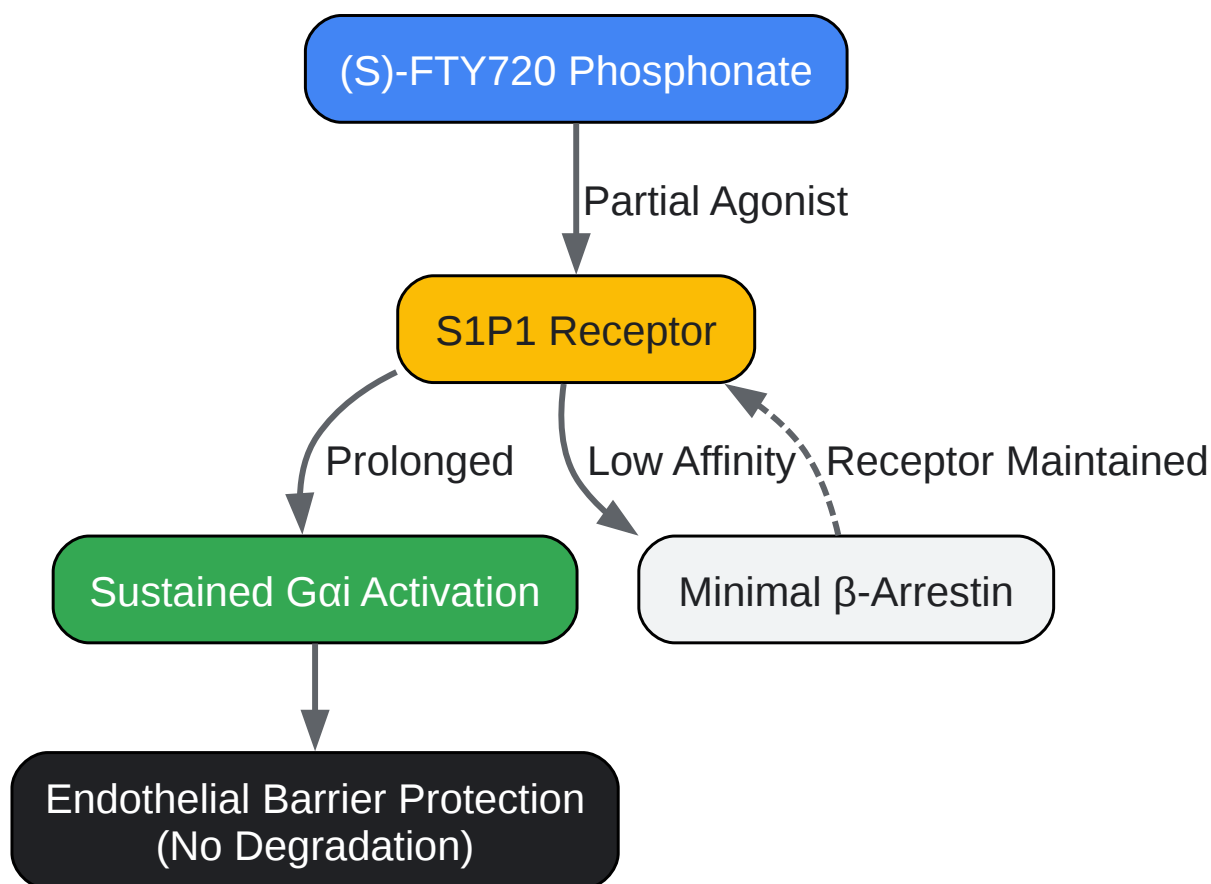 (S)-FTY720 Phosphonate
Partial Agonist
S1P1 Receptor
Prolonged
Low Affinity
Receptor Maintained
Sustained Gαi Activation
Minimal β-Arrestin
Endothelial Barrier Protection
(No Degradation)